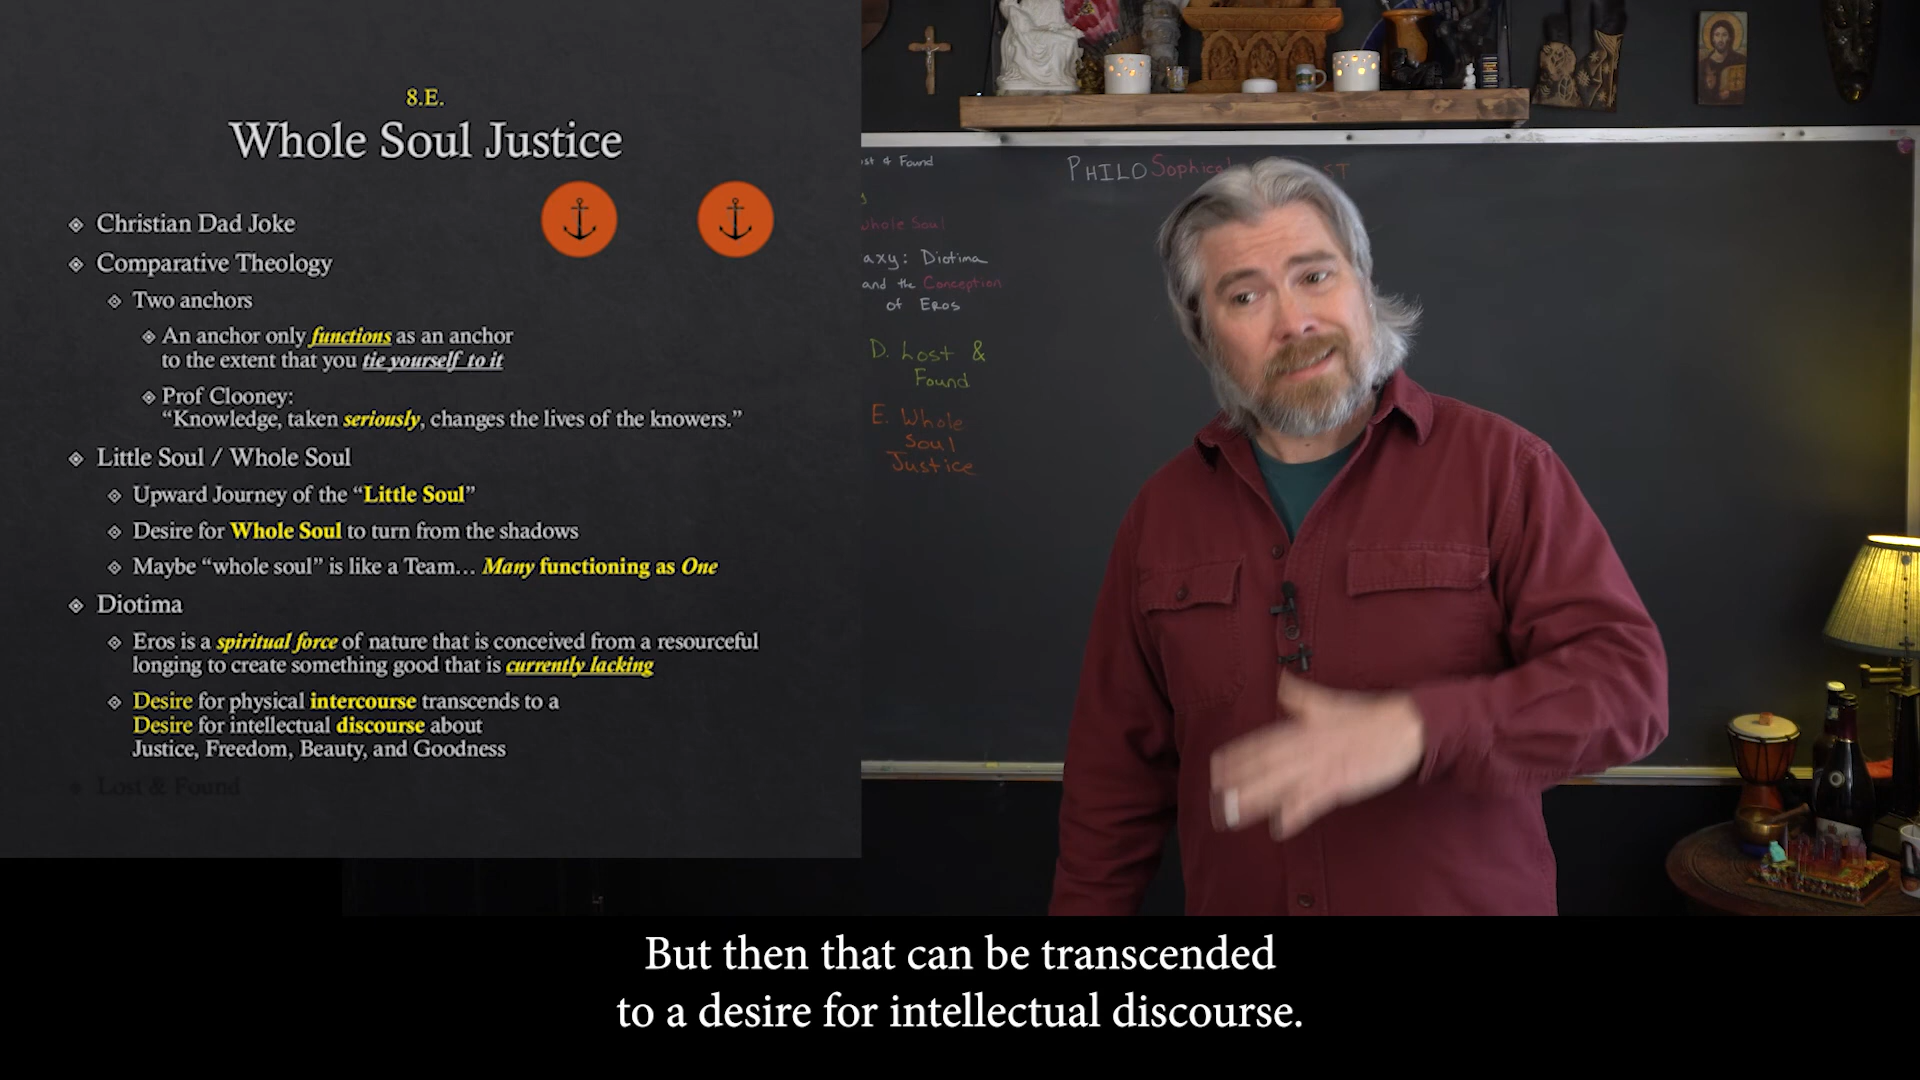 8.E.
Whole Soul Justice
Christian Dad Joke
Comparative Theology
Two anchors
An anchor only functions as an anchor
to the extent that you tie yourself to it
Prof Clooney:
“Knowledge, taken seriously, changes the lives of the knowers.”
Little Soul / Whole Soul
Upward Journey of the “Little Soul”
Desire for Whole Soul to turn from the shadows
Maybe “whole soul” is like a Team… Many functioning as One
Diotima
Eros is a spiritual force of nature that is conceived from a resourceful
longing to create something good that is currently lacking
Desire for physical intercourse transcends to a
Desire for intellectual discourse about
Justice, Freedom, Beauty, and Goodness
Lost & Found
st & Found
Whole Soul
axy: Diotima
and the Conception
of Eros
D. Lost &
Found
E. Whole
Soul
Justice
PHILOSophical
ST
But then that can be transcended
to a desire for intellectual discourse.